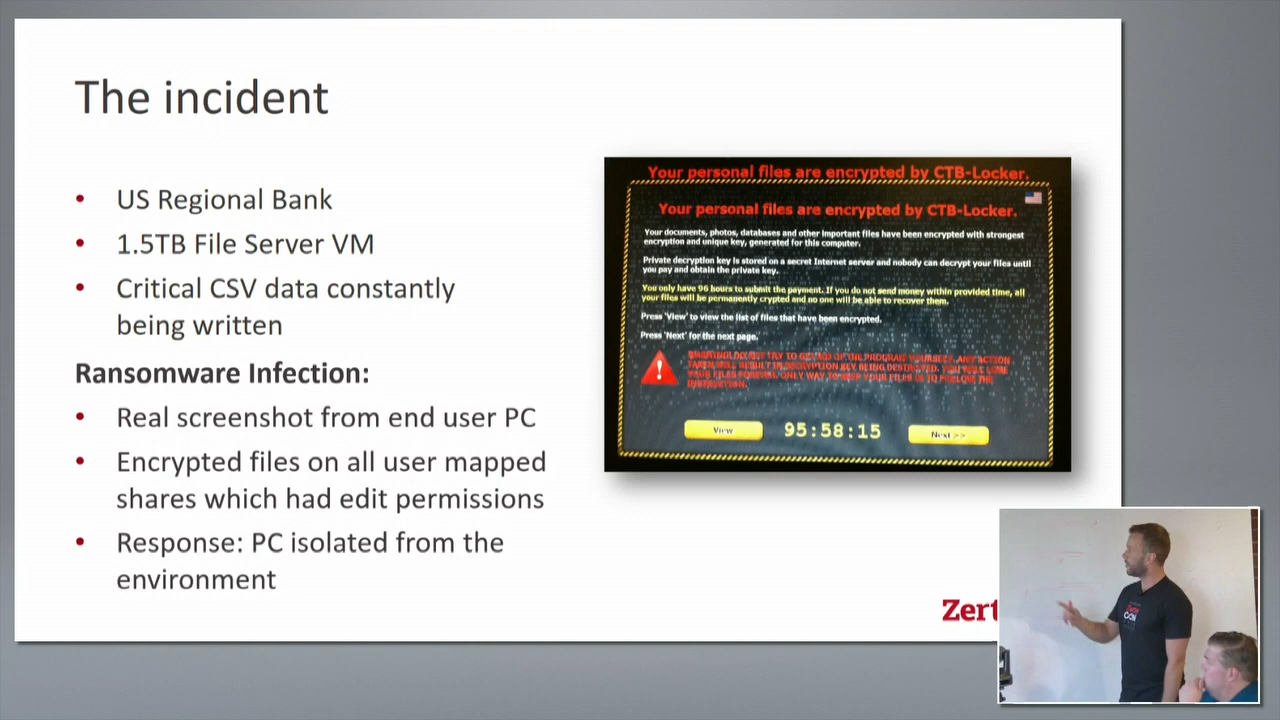 The incident
• US Regional Bank
• 1.5TB File Server VM
• Critical CSV data constantly
being written
Ransomware Infection:
• Real screenshot from end user PC
• Encrypted files on all user mapped
shares which had edit permissions
• Response: PC isolated from the
environment
Your personal files are encrypted by CTB-Locker.
Your personal files are encrypted by CTB-Locker.
Your documents, photos, databases and other important files have been encrypted with strongest
encryption and unique key, generated for this computer.
Private decryption key is stored on a secret Internet server and nobody can decrypt your files until
you pay and obtain the private key.
You only have 96 hours to submit the payment. If you do not send money within provided time, all
your files will be permanently crypted and no one will be able to recover them.
Press 'View' to view the list of files that have been encrypted.
Press 'Next' for the next page.
View
95:58:15
Next >>
Zert